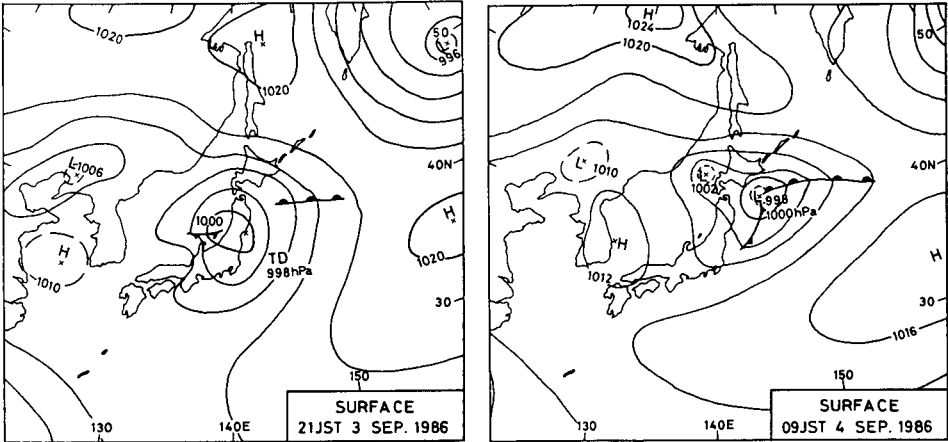 1020
H
50
L
996
1020
L 1006
40N
1000
H
H
TD
998hPa
1020
1010
30
150
SURFACE
130
140E
21JST 3 SEP. 1986
H
1024
1020
50
L
L 1010
40N
L
1002
L 998
1000hPa
H
H
1012
30
1016
150
SURFACE
130
140E
09JST 4 SEP. 1986